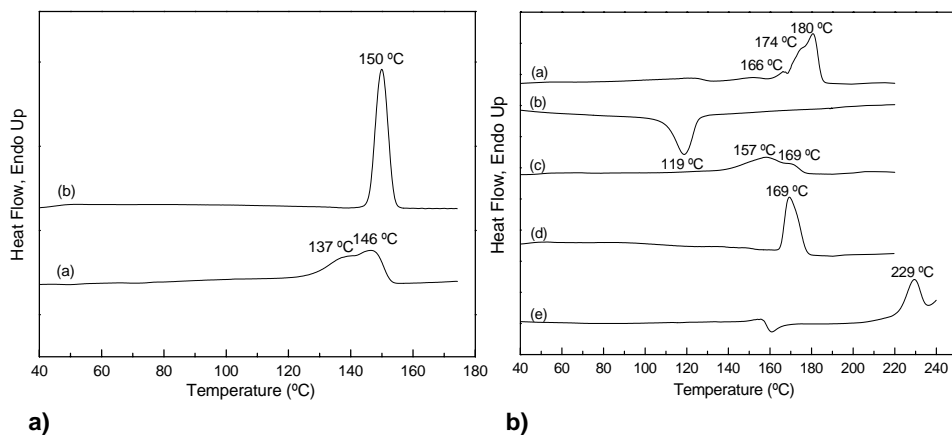 150 ºC
(b)
137 ºC 146 ºC
(a)
Heat Flow, Endo Up
40 60 80 100 120 140 160 180
Temperature (ºC)
a)
180 ºC
174 ºC
166 ºC
(a)
(b)
119 ºC
157 ºC 169 ºC
(c)
169 ºC
(d)
229 ºC
(e)
Heat Flow, Endo Up
40 60 80 100 120 140 160 180 200 220 240
Temperature (ºC)
b)